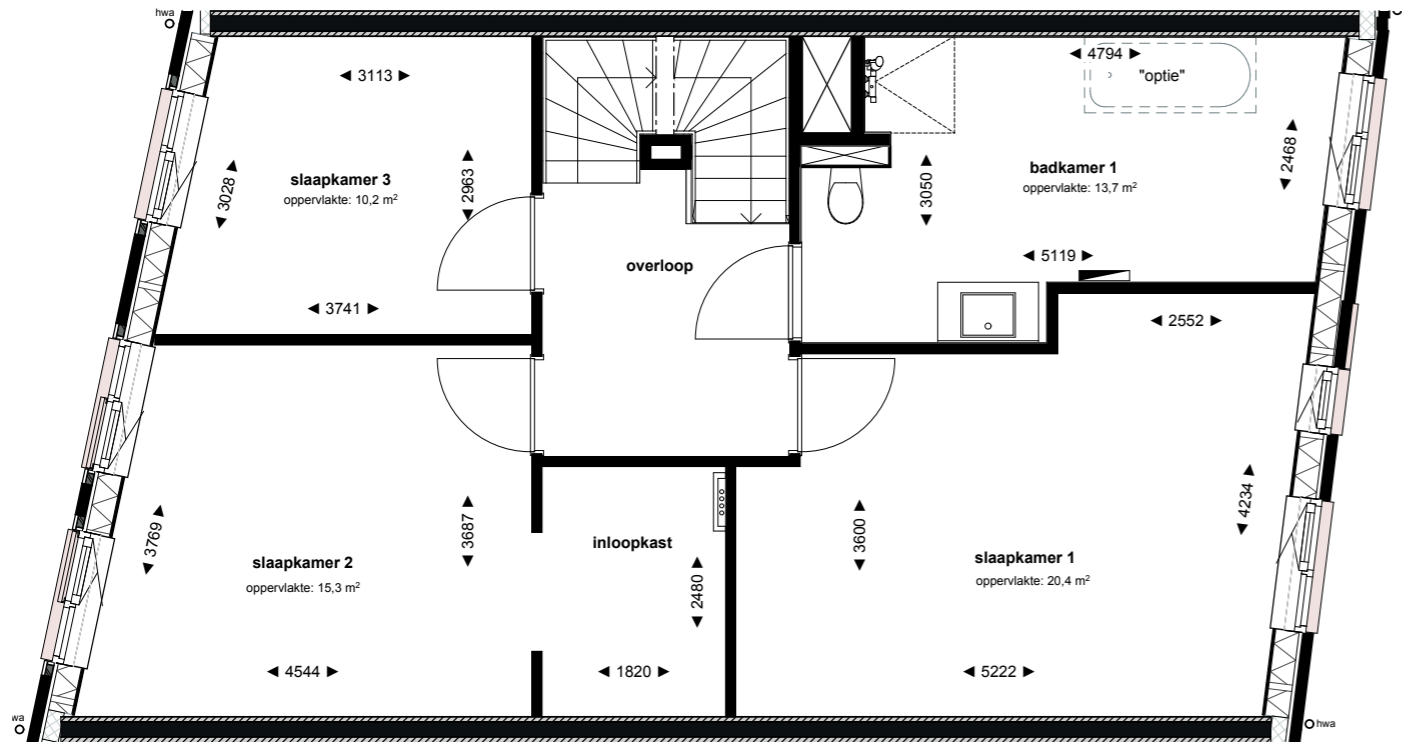 hwa
3113
4794
"optie"
3028
slaapkamer 3
oppervlakte: 10,2 m²
2963
3050
badkamer 1
oppervlakte: 13,7 m²
2468
overloop
5119
3741
2552
3769
slaapkamer 2
oppervlakte: 15,3 m²
3687
inloopkast
2480
3600
slaapkamer 1
oppervlakte: 20,4 m²
4234
4544
1820
5222
wa
hwa